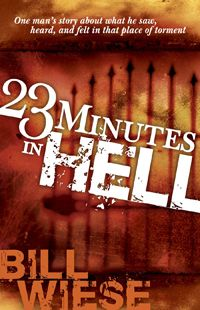 One man's story about what he saw,
heard, and felt in that place of torment
23 MINUTES
IN HELL
BILL
WIESE